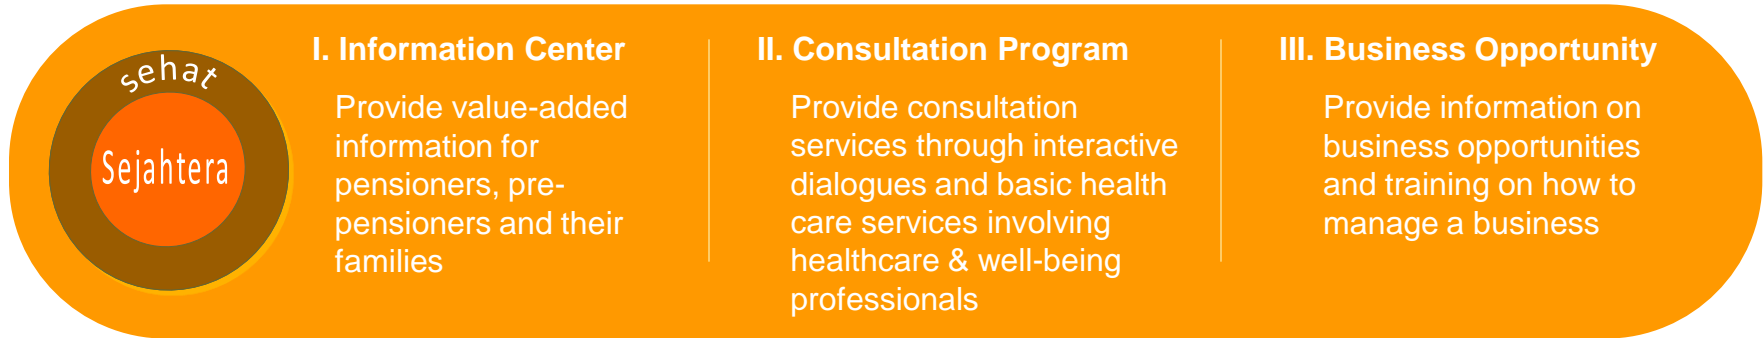 sehat
Sejahtera
I. Information Center
Provide value-added
information for
pensioners, pre-
pensioners and their
families
II. Consultation Program
Provide consultation
services through interactive
dialogues and basic health
care services involving
healthcare & well-being
professionals
III. Business Opportunity
Provide information on
business opportunities
and training on how to
manage a business